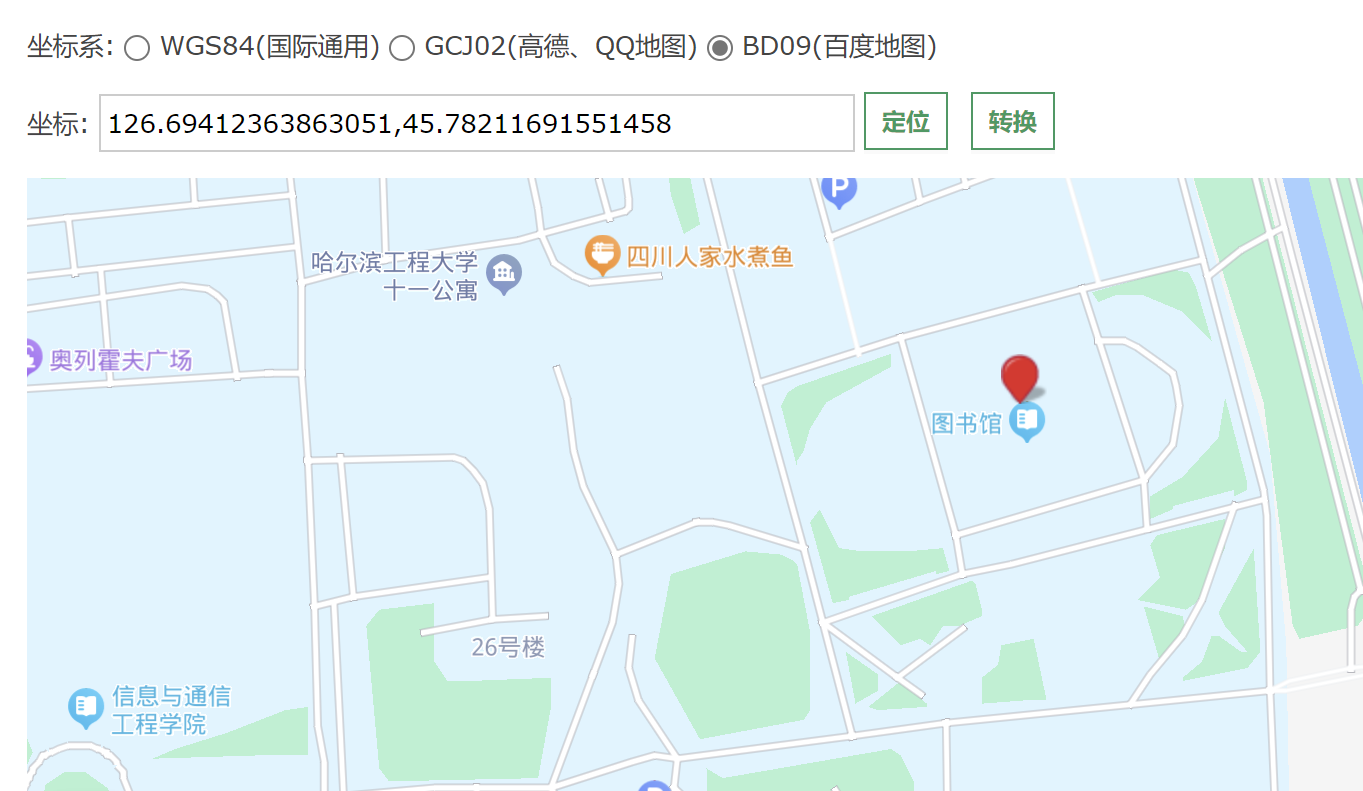 坐标系: WGS84(国际通用) GCJ02(高德、QQ地图) BD09(百度地图)
坐标: 126.69412363863051,45.78211691551458 定位 转换
P
四川人家水煮鱼
哈尔滨工程大学
十一公寓
奥列霍夫广场
图书馆
26号楼
信息与通信
工程学院